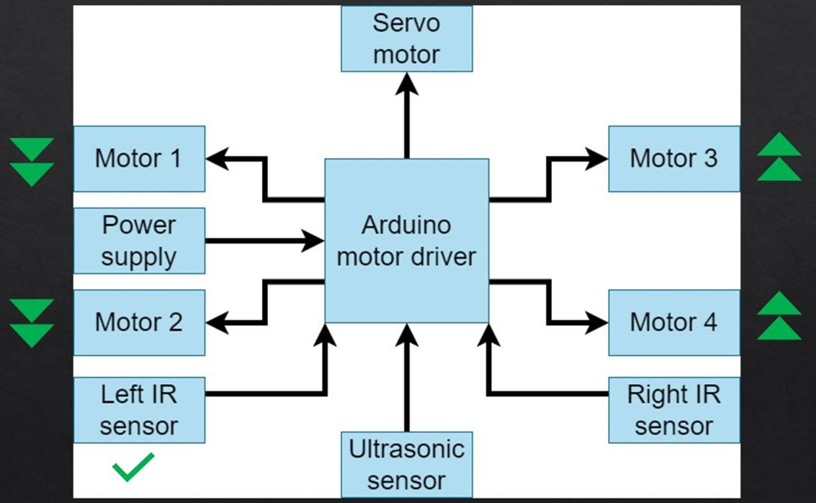 Servo
motor
Motor 1
Motor 3
Power
supply
Arduino
motor driver
Motor 2
Motor 4
Left IR
sensor
Right IR
sensor
Ultrasonic
sensor